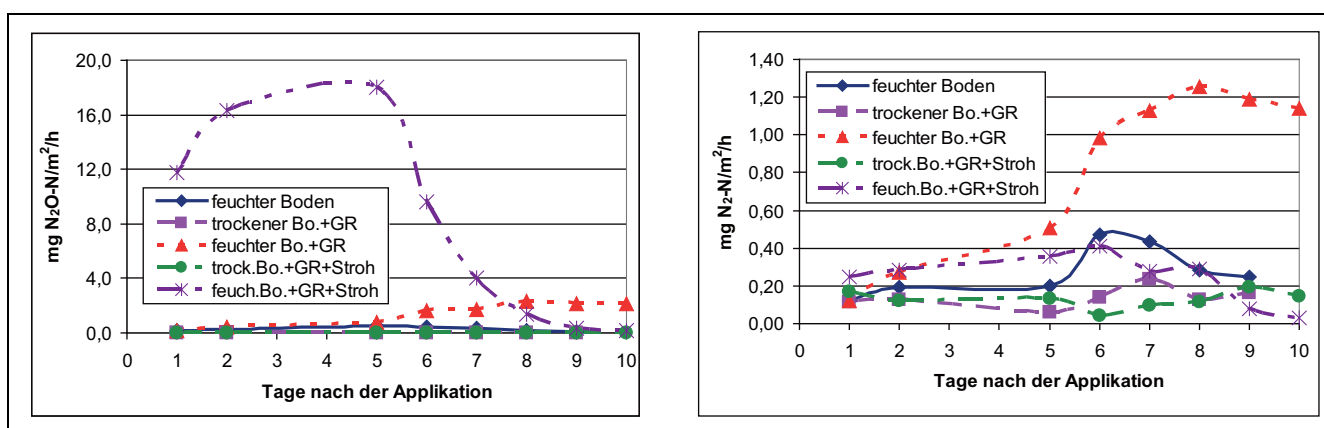 mg N₂O-N/m²/h
20,0
16,0
12,0
8,0
4,0
0,0
feuchter Boden
trockener Bo.+GR
feuchter Bo.+GR
trock.Bo.+GR+Stroh
feuch.Bo.+GR+Stroh
0 1 2 3 4 5 6 7 8 9 10
Tage nach der Applikation
mg N₂-N/m²/h
1,40
1,20
1,00
0,80
0,60
0,40
0,20
0,00
feuchter Boden
trockener Bo.+GR
feuchter Bo.+GR
trock.Bo.+GR+Stroh
feuch.Bo.+GR+Stroh
0 1 2 3 4 5 6 7 8 9 10
Tage nach der Applikation